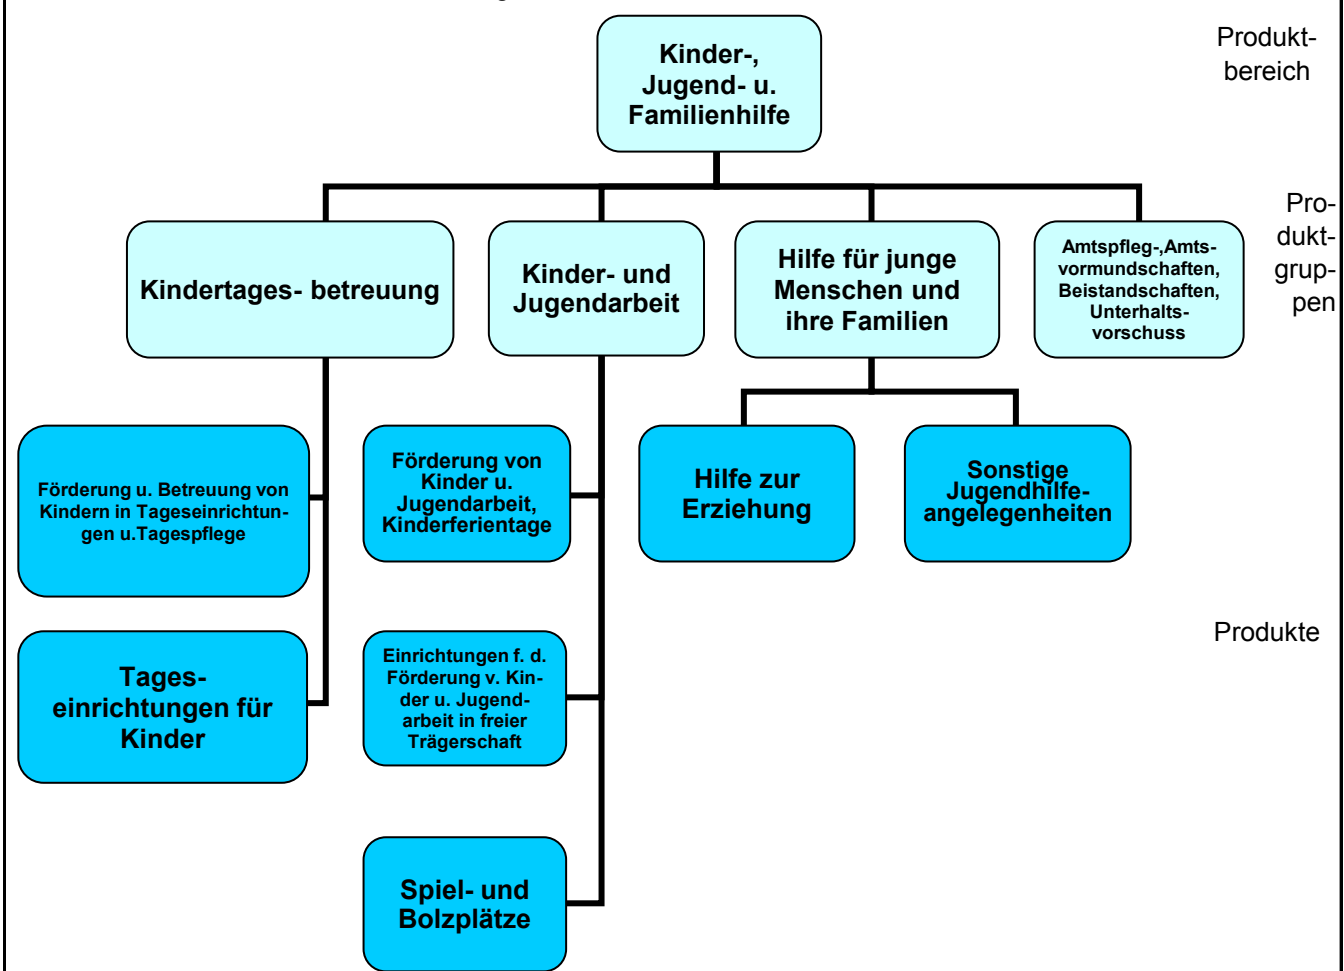 Kinder-,
Jugend- u.
Familienhilfe
Produkt-
bereich
Kindertages- betreuung
Kinder- und
Jugendarbeit
Hilfe für junge
Menschen und
ihre Familien
Amtspfleg-,Amts-
vormundschaften,
Beistandschaften,
Unterhalts-
vorschuss
Pro-
dukt-
grup-
pen
Förderung u. Betreuung von
Kindern in Tageseinrichtun-
gen u.Tagespflege
Förderung von
Kinder u.
Jugendarbeit,
Kinderferientage
Hilfe zur
Erziehung
Sonstige
Jugendhilfe-
angelegenheiten
Tages-
einrichtungen für
Kinder
Einrichtungen f. d.
Förderung v. Kin-
der u. Jugend-
arbeit in freier
Trägerschaft
Produkte
Spiel- und
Bolzplätze